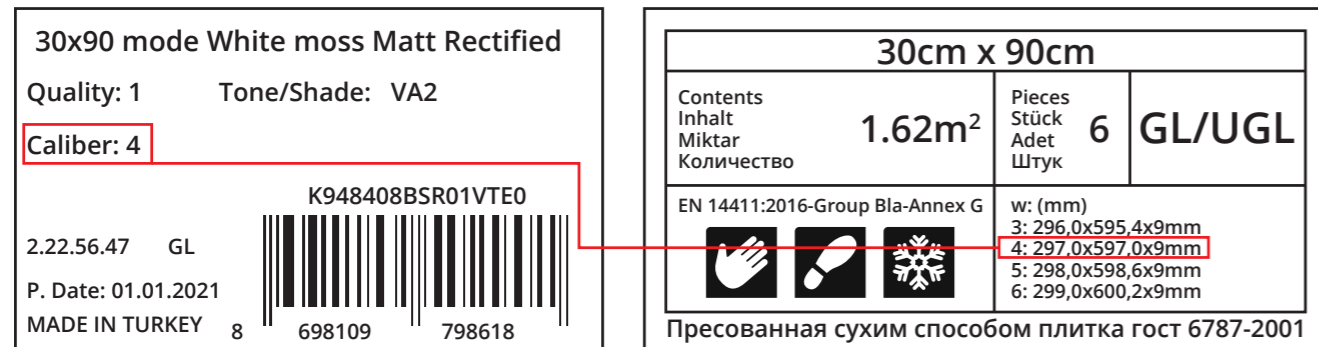 30x90 mode White moss Matt Rectified
Quality: 1 Tone/Shade: VA2
Caliber: 4
K948408BSR01VTE0
2.22.56.47 GL
P. Date: 01.01.2021
MADE IN TURKEY
8 698109 798618
30cm x 90cm
Contents
Inhalt
Miktar
Количество
1.62m²
Pieces
Stück
Adet
Штук
6
GL/UGL
EN 14411:2016-Group Bla-Annex G
w: (mm)
3: 296,0x595,4x9mm
4: 297,0x597,0x9mm
5: 298,0x598,6x9mm
6: 299,0x600,2x9mm
Пресованная сухим способом плитка гост 6787-2001